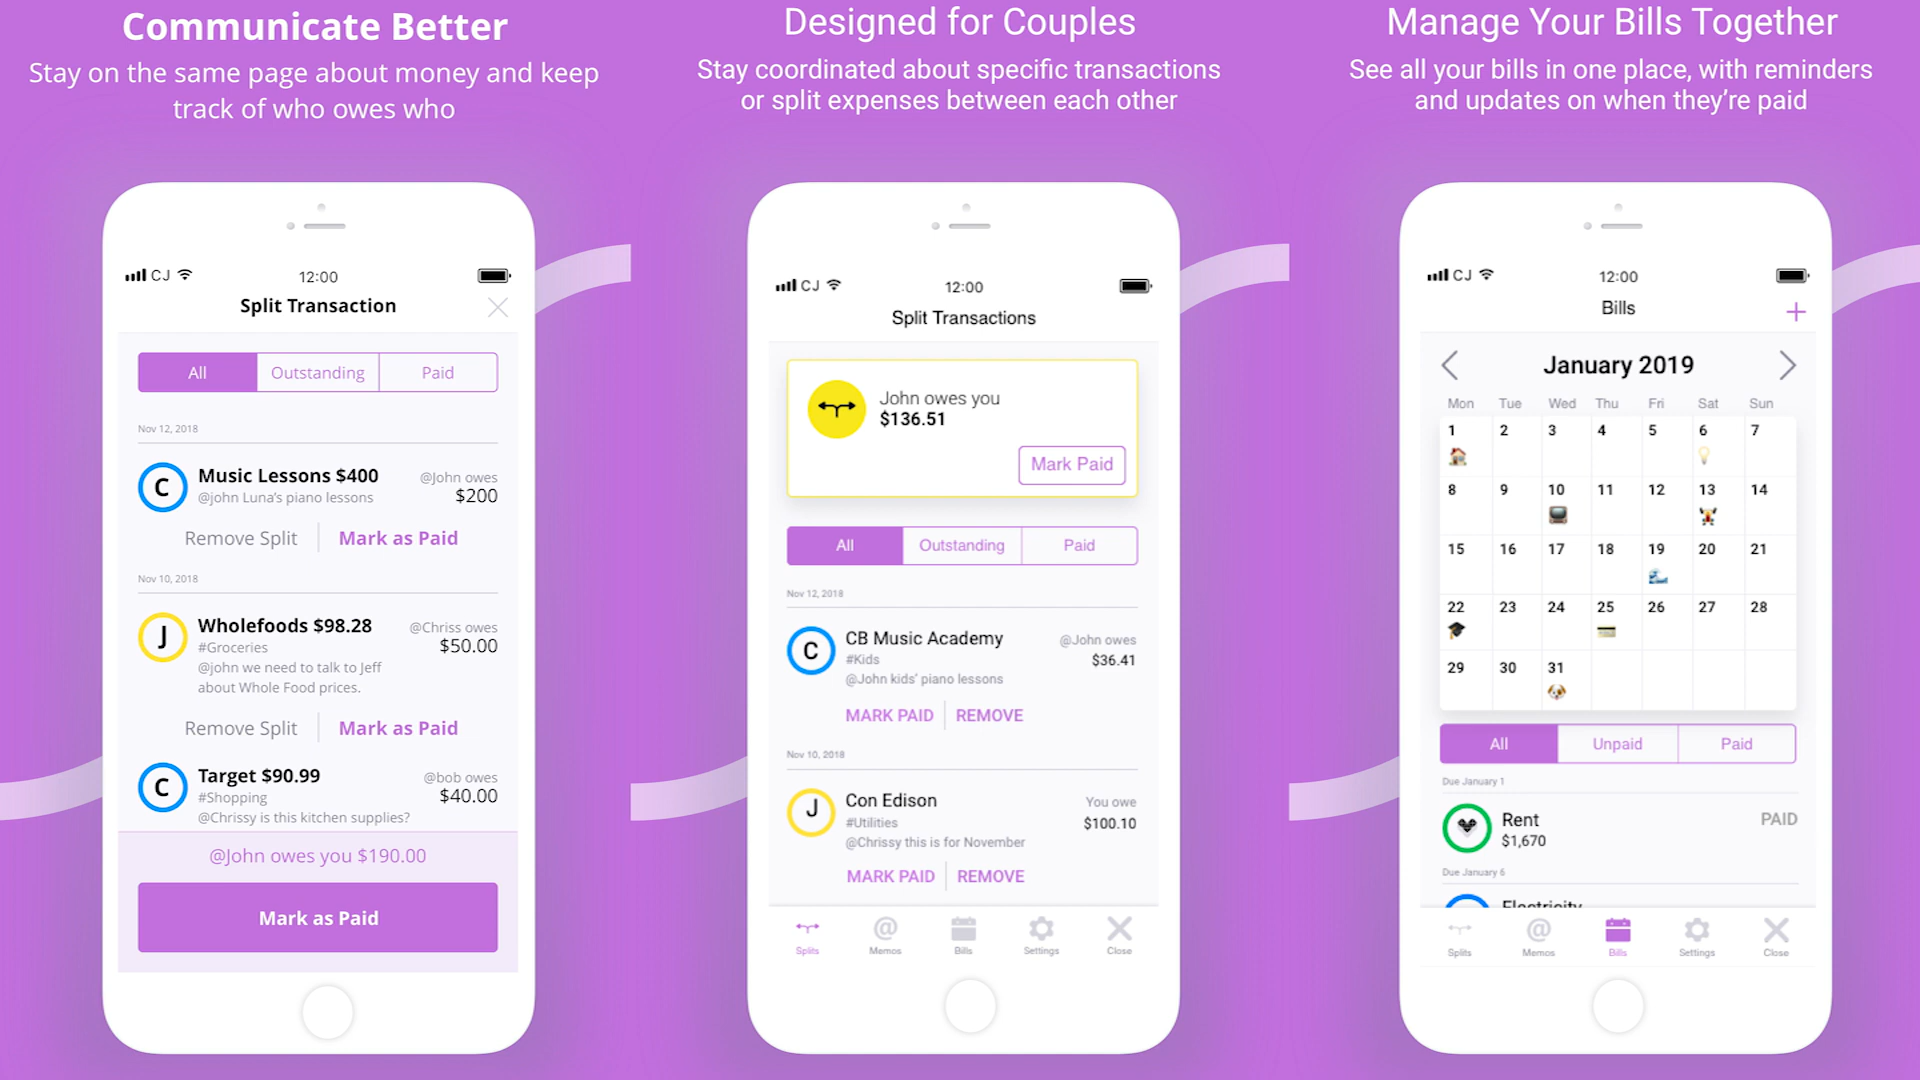 Communicate Better
Stay on the same page about money and keep
track of who owes who
CJ
12:00
Split Transaction
All
Outstanding
Paid
Nov 12, 2018
C
Music Lessons $400
@john Luna's piano lessons
@John owes
$200
Remove Split
Mark as Paid
Nov 10, 2018
J
Wholefoods $98.28
#Groceries
@john we need to talk to Jeff
about Whole Food prices.
@Chriss owes
$50.00
Remove Split
Mark as Paid
C
Target $90.99
#Shopping
@Chrissy is this kitchen supplies?
@bob owes
$40.00
@John owes you $190.00
Mark as Paid
Designed for Couples
Stay coordinated about specific transactions
or split expenses between each other
CJ
12:00
Split Transactions
John owes you
$136.51
Mark Paid
All
Outstanding
Paid
Nov 12, 2018
C
CB Music Academy
#Kids
@John kids' piano lessons
@John owes
$36.41
MARK PAID
REMOVE
Nov 10, 2018
J
Con Edison
#Utilities
@Chrissy this is for November
You owe
$100.10
MARK PAID
REMOVE
Splits
Memos
Bills
Settings
Close
Manage Your Bills Together
See all your bills in one place, with reminders
and updates on when they're paid
CJ
12:00
Bills
January 2019
Mon Tue Wed Thu Fri Sat Sun
1 2 3 4 5 6 7
8 9 10 11 12 13 14
15 16 17 18 19 20 21
22 23 24 25 26 27 28
29 30 31
All
Unpaid
Paid
Due January 1
Rent
$1,670
PAID
Due January 6
Electricity
Splits
Memos
Bills
Settings
Close